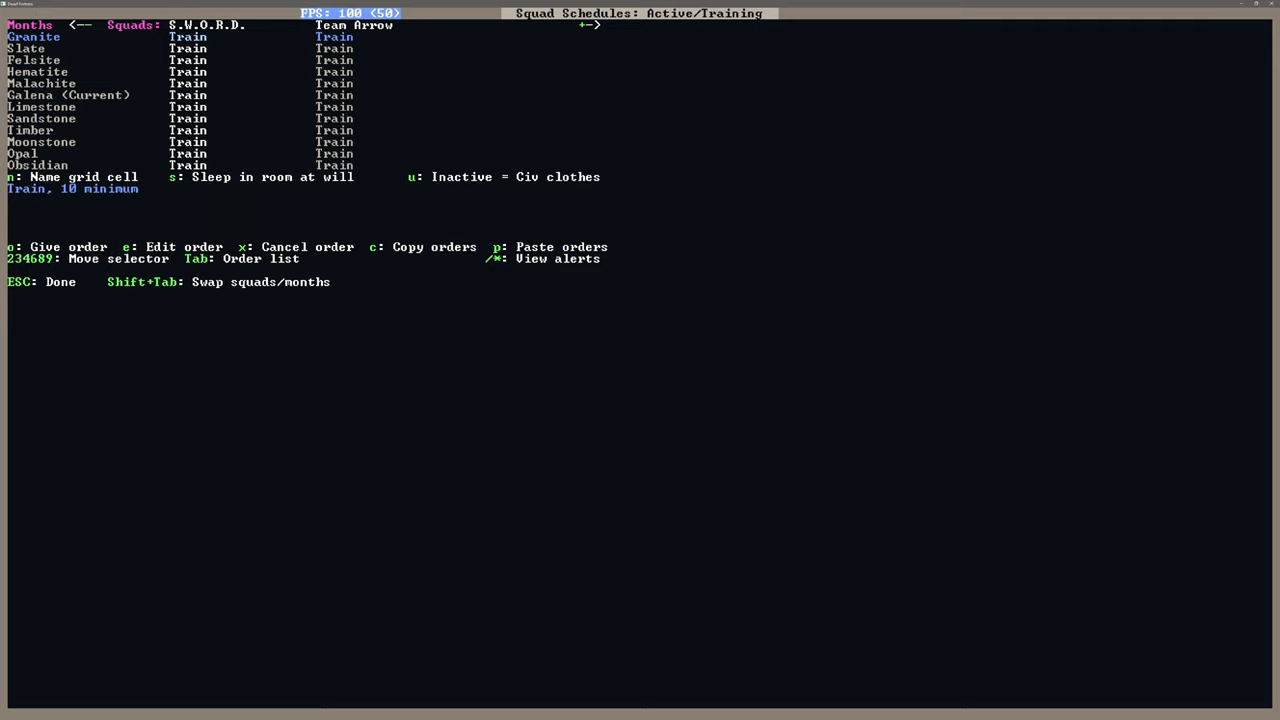 Dwarf Fortress
FPS: 100 (50) Squad Schedules: Active/Training
Months <-- Squads: S.W.O.R.D. Team Arrow +->
Granite Train Train
Slate Train Train
Felsite Train Train
Hematite Train Train
Malachite Train Train
Galena (Current) Train Train
Limestone Train Train
Sandstone Train Train
Timber Train Train
Moonstone Train Train
Opal Train Train
Obsidian Train Train
n: Name grid cell s: Sleep in room at will u: Inactive = Civ clothes
Train, 10 minimum
o: Give order e: Edit order x: Cancel order c: Copy orders p: Paste orders
234689: Move selector Tab: Order list /*: View alerts
ESC: Done Shift+Tab: Swap squads/months